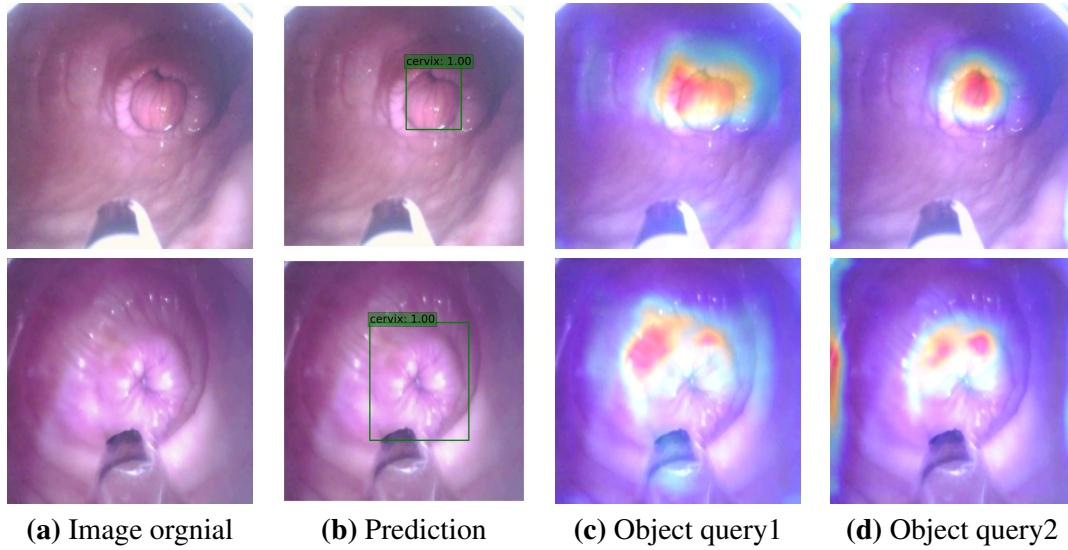 cervix: 1.00
cervix: 1.00
(a) Image orgnial
(b) Prediction
(c) Object query1
(d) Object query2